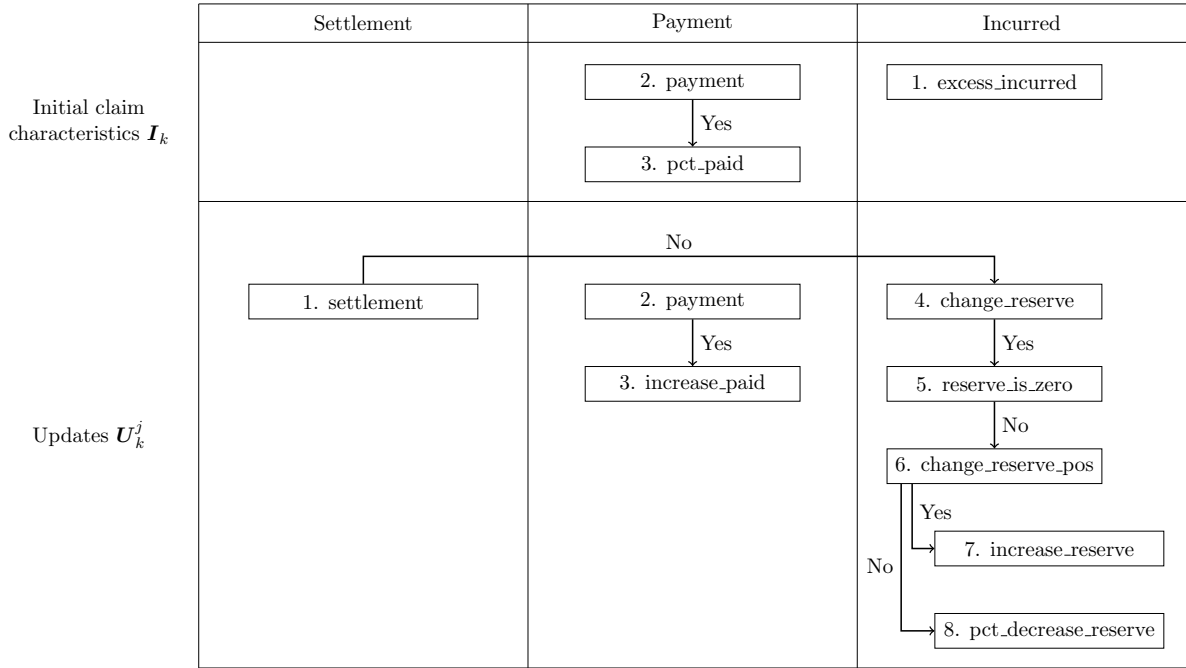 Settlement
Payment
Incurred
Initial claim
characteristics I_k
2. payment
1. excess_incurred
Yes
3. pct_paid
Updates U_k^j
No
1. settlement
2. payment
4. change_reserve
Yes
Yes
3. increase_paid
5. reserve_is_zero
No
6. change_reserve_pos
Yes
7. increase_reserve
No
8. pct_decrease_reserve